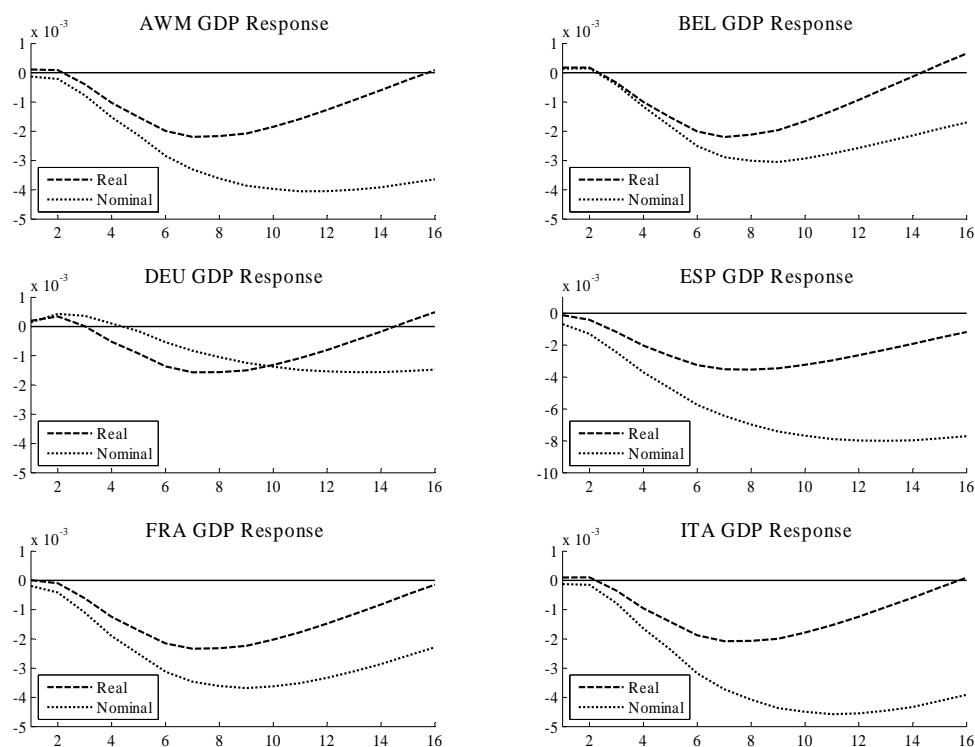 AWM GDP Response
x 10-3
1
0
-1
-2
-3
-4
-5
Real
Nominal
2 4 6 8 10 12 14 16
BEL GDP Response
x 10-3
1
0
-1
-2
-3
-4
-5
Real
Nominal
2 4 6 8 10 12 14 16
DEU GDP Response
x 10-3
1
0
-1
-2
-3
-4
-5
Real
Nominal
2 4 6 8 10 12 14 16
ESP GDP Response
x 10-3
0
-2
-4
-6
-8
-10
Real
Nominal
2 4 6 8 10 12 14 16
FRA GDP Response
x 10-3
1
0
-1
-2
-3
-4
-5
Real
Nominal
2 4 6 8 10 12 14 16
ITA GDP Response
x 10-3
1
0
-1
-2
-3
-4
-5
Real
Nominal
2 4 6 8 10 12 14 16